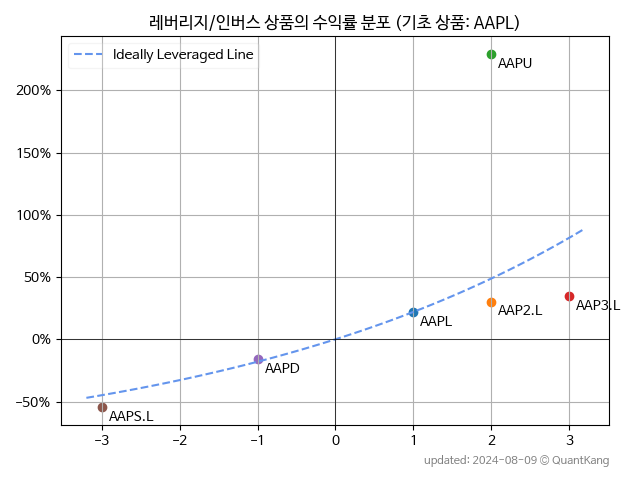 레버리지/인버스 상품의 수익률 분포 (기초 상품: AAPL)
Ideally Leveraged Line
AAPU
200%
150%
100%
50%
AAP3.L
AAP2.L
AAPL
0%
AAPD
-50%
AAPS.L
-3 -2 -1 0 1 2 3
updated: 2024-08-09 © QuantKang